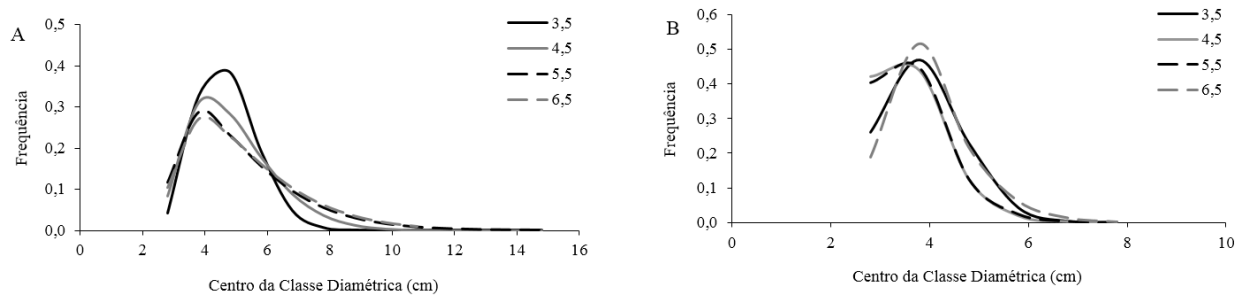 A
Frequência
0,5
0,4
0,3
0,2
0,1
0,0
0 2 4 6 8 10 12 14 16
Centro da Classe Diamétrica (cm)
3,5
4,5
5,5
6,5
B
Frequência
0,6
0,5
0,4
0,3
0,2
0,1
0,0
0 2 4 6 8 10
Centro da Classe Diamétrica (cm)
3,5
4,5
5,5
6,5